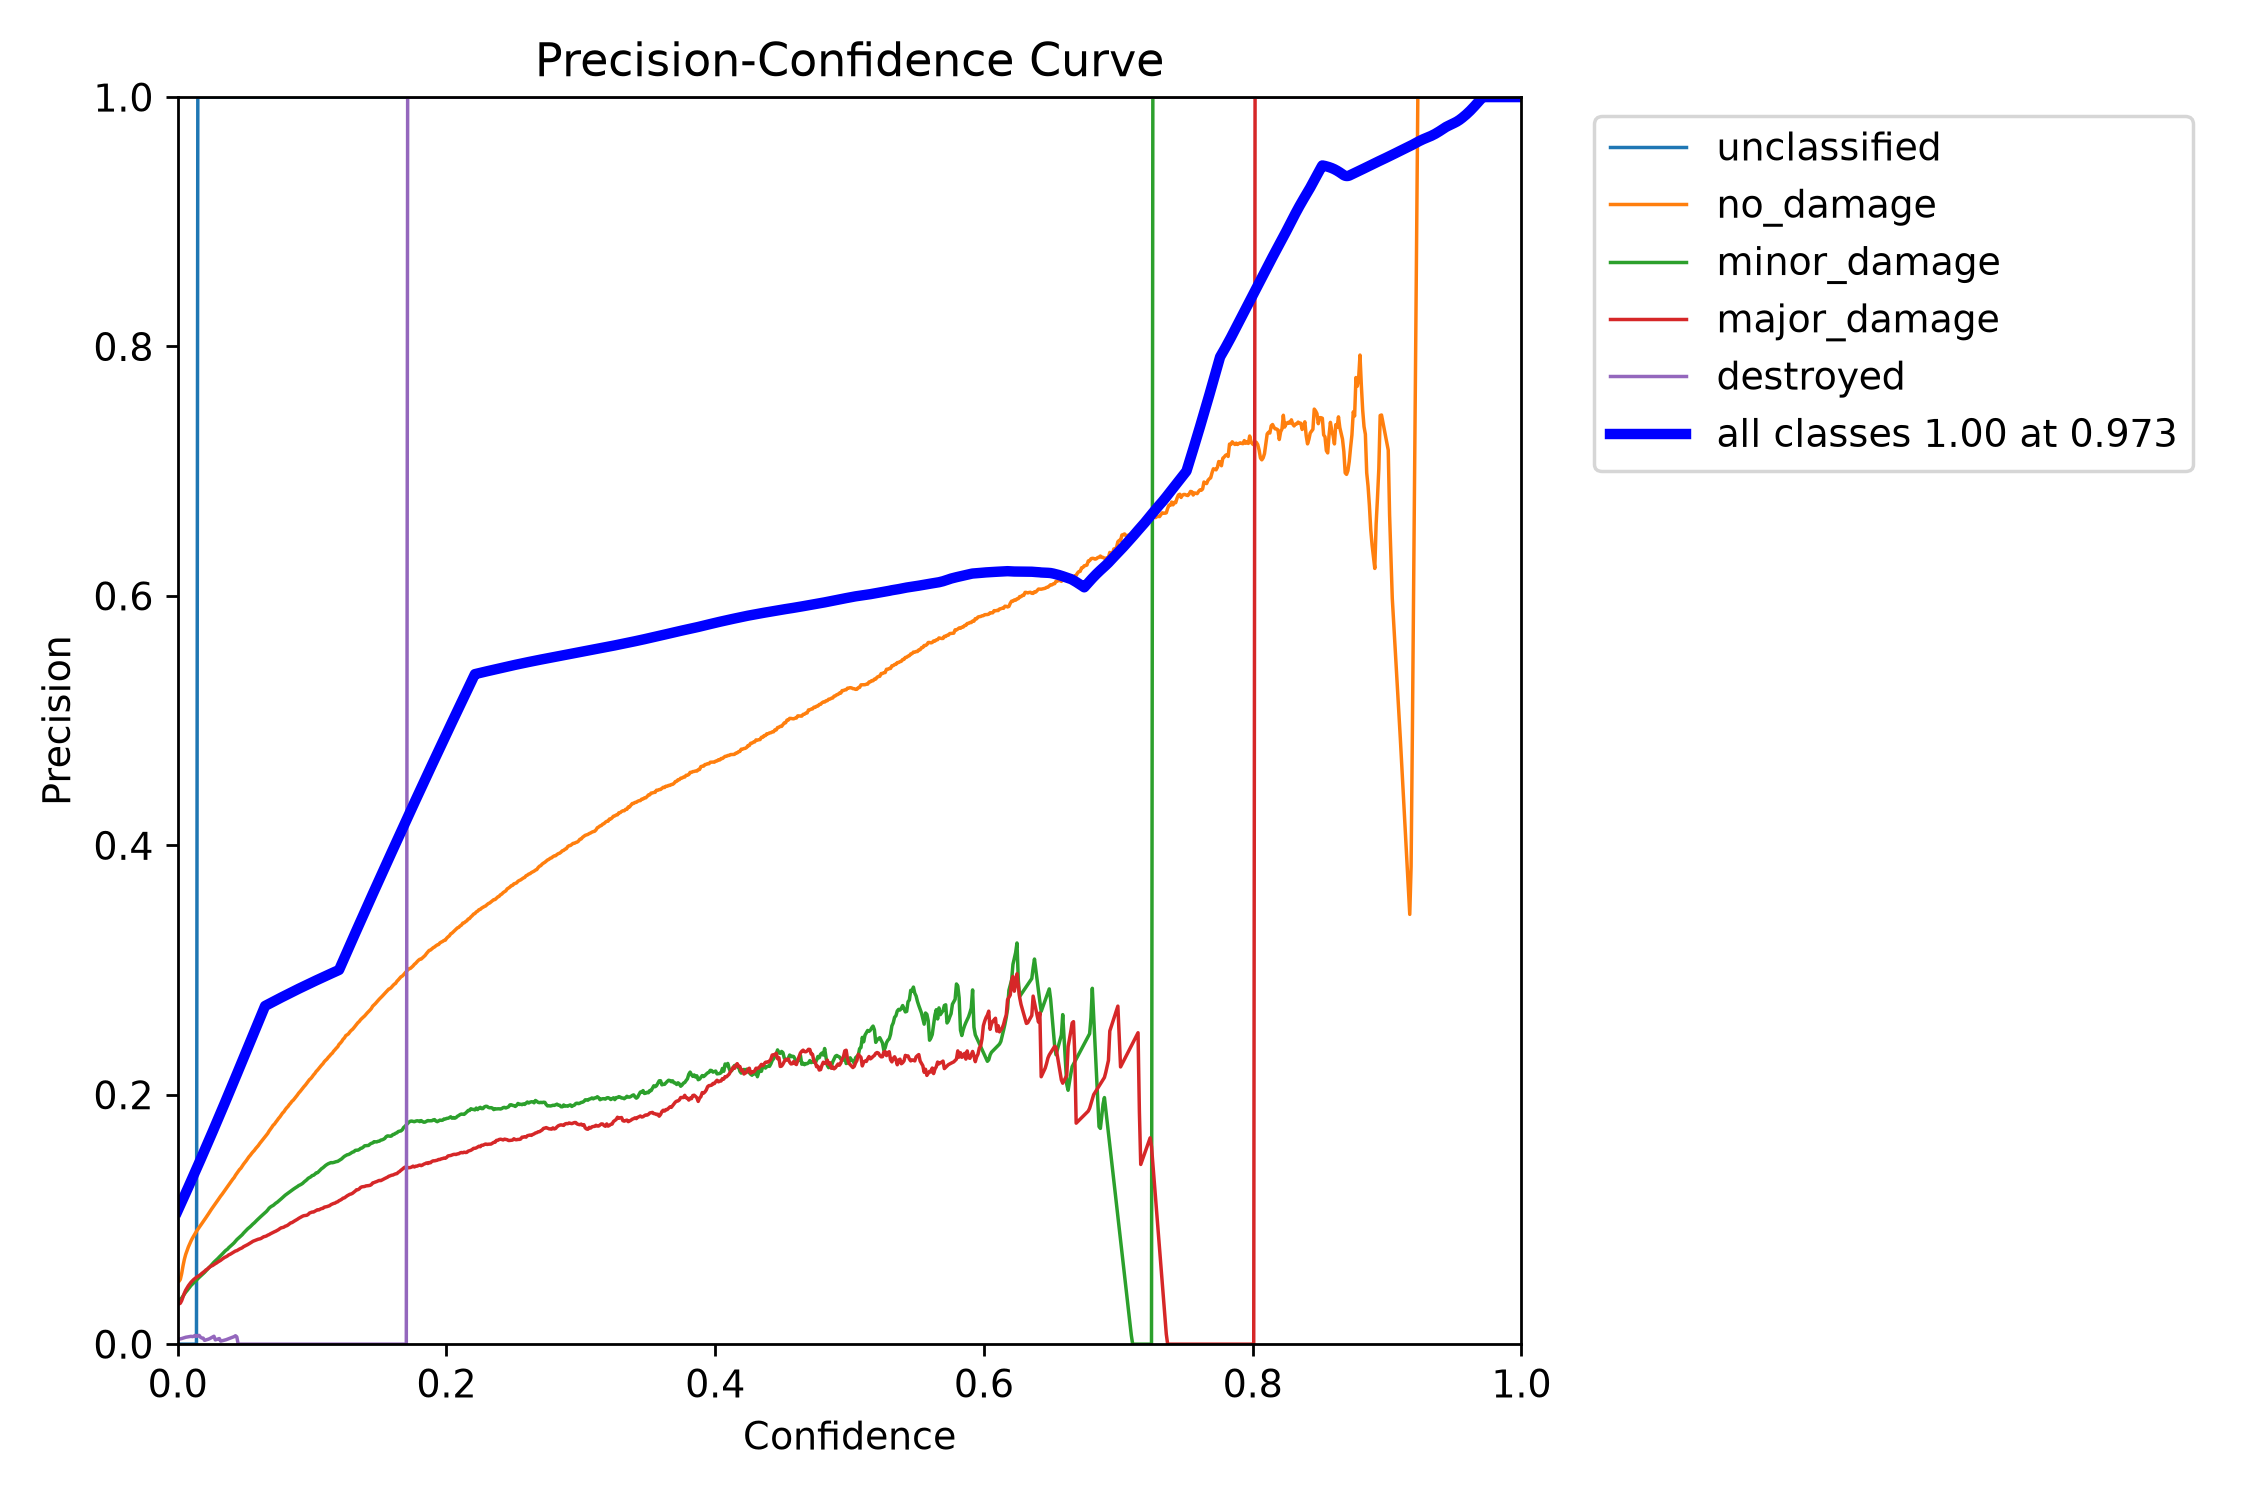 Precision-Confidence Curve
1.0
0.8
0.6
0.4
0.2
0.0
Precision
0.0 0.2 0.4 0.6 0.8 1.0
Confidence
unclassified
no_damage
minor_damage
major_damage
destroyed
all classes 1.00 at 0.973